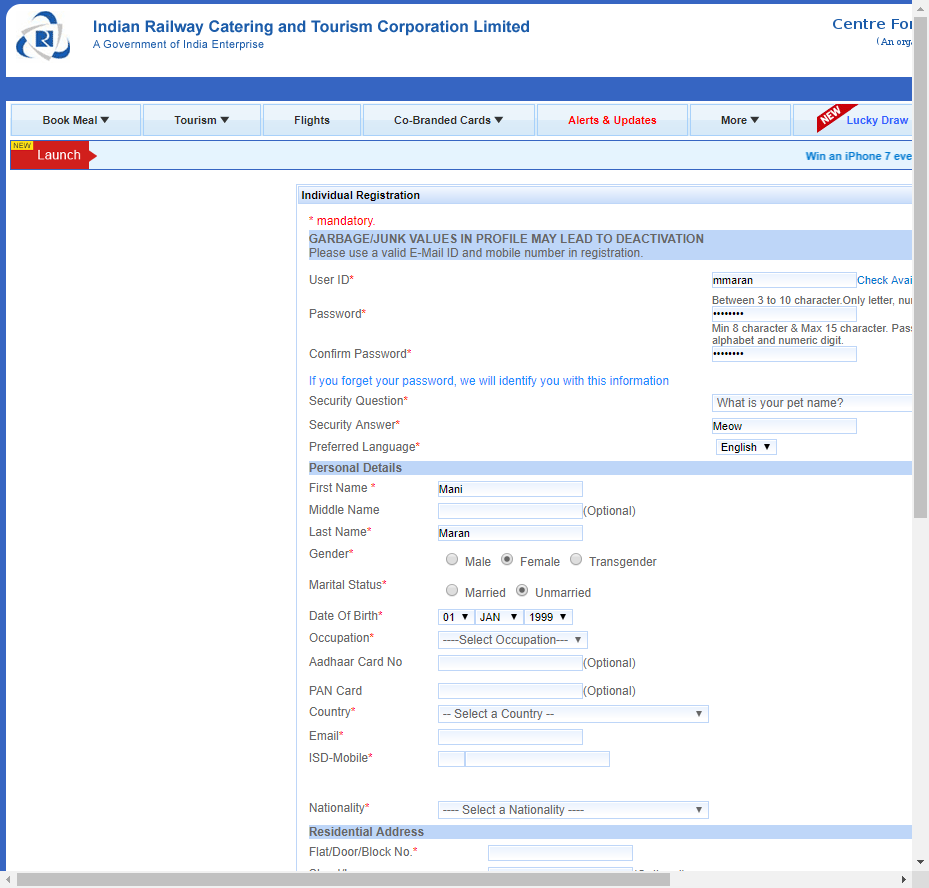 Indian Railway Catering and Tourism Corporation Limited
A Government of India Enterprise
Centre For
(An orga
Book Meal ▼
Tourism ▼
Flights
Co-Branded Cards ▼
Alerts & Updates
More ▼
NEW
Lucky Draw
NEW
Launch
Win an iPhone 7 eve
Individual Registration
* mandatory.
GARBAGE/JUNK VALUES IN PROFILE MAY LEAD TO DEACTIVATION
Please use a valid E-Mail ID and mobile number in registration.
User ID* mmaran Check Avai
Between 3 to 10 character.Only letter, nu
Password* ••••••••
Min 8 character & Max 15 character. Pas
alphabet and numeric digit.
Confirm Password* ••••••••
If you forget your password, we will identify you with this information
Security Question* What is your pet name?
Security Answer* Meow
Preferred Language* English ▼
Personal Details
First Name * Mani
Middle Name (Optional)
Last Name* Maran
Gender* Male Female Transgender
Marital Status* Married Unmarried
Date Of Birth* 01 ▼ JAN ▼ 1999 ▼
Occupation* ----Select Occupation--- ▼
Aadhaar Card No (Optional)
PAN Card (Optional)
Country* -- Select a Country -- ▼
Email*
ISD-Mobile*
Nationality* ---- Select a Nationality ---- ▼
Residential Address
Flat/Door/Block No.*